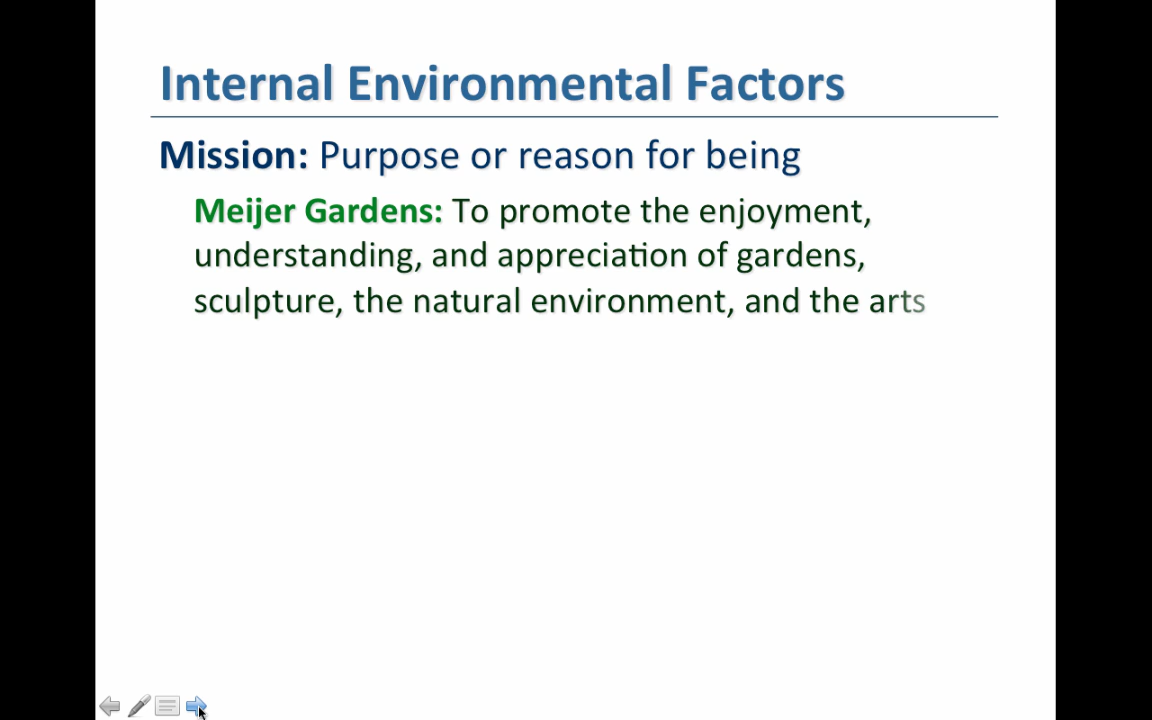 Internal Environmental Factors
Mission: Purpose or reason for being
Meijer Gardens: To promote the enjoyment,
understanding, and appreciation of gardens,
sculpture, the natural environment, and the arts